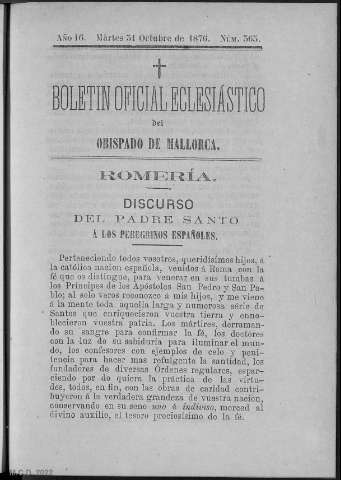 Año 16. Mártes 31 Octubre de 1876. Núm. 565.
BOLETIN OFICIAL ECLESIÁSTICO
DEL
OBISPADO DE MALLORCA.
ROMERÍA.
DISCURSO
DEL PADRE SANTO
Á LOS PEREGRINOS ESPAÑOLES.
Perteneciendo todos vosotros, queridísimos hijos, á
la católica nacion española, venidos á Roma con la
fé que os distingue, para venerar en sus tumbas á
los Príncipes de los Apóstoles San Pedro y San Pa-
blo; al solo veros reconozco á mis hijos, y me viene
á la mente toda aquella larga y numerosa série de
Santos que enriquecieron vuestra tierra y enno-
blecieron vuestra patria. Los mártires, derraman-
do su sangre para confirmar la fé, los doctores
con la luz de su sabiduría para iluminar el mun-
do, los confesores con ejemplos de celo y peni-
tencia para hacer mas refulgente la santidad, los
fundadores de diversas Órdenes regulares, espar-
ciendo por do quiera la práctica de las virtu-
des, todos, en fin, con las obras de caridad contri-
buyeron á la verdadera grandeza de vuestra nacion,
conservando en su seno uno é indiviso, merced al
divino auxilio, el tesoro preciosísimo de la fé.
M.C.D. 2022